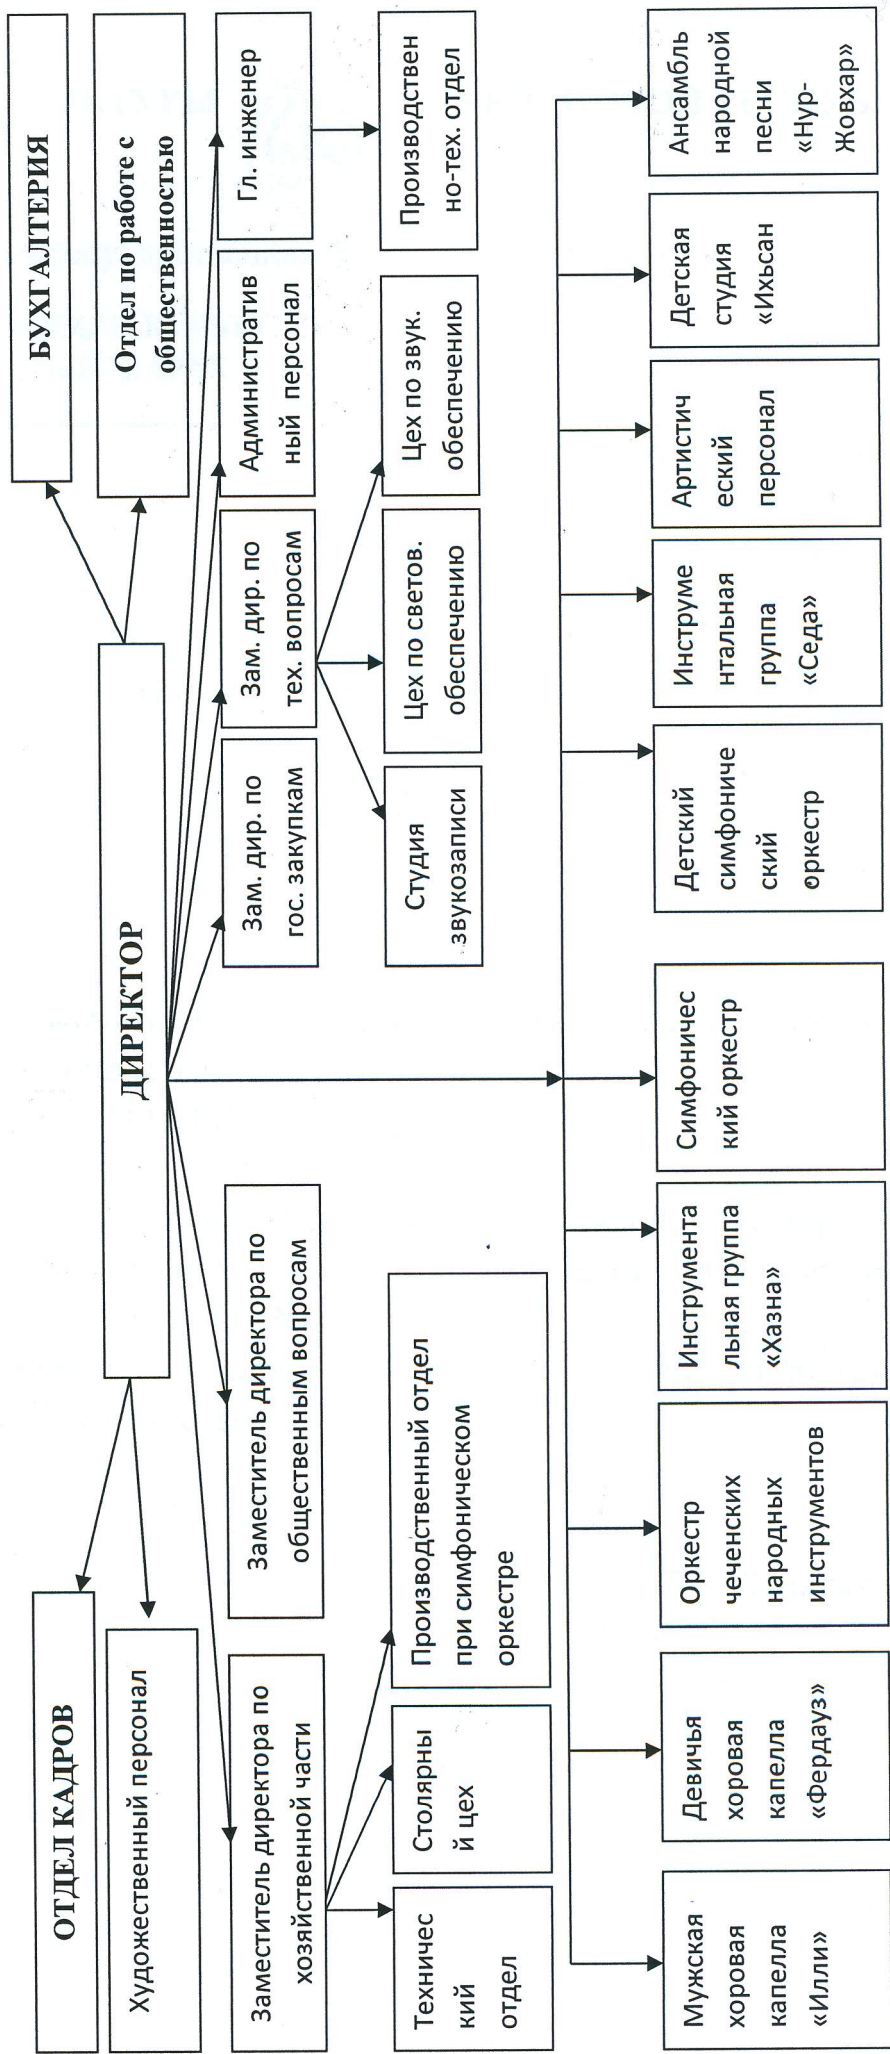 ОТДЕЛ КАДРОВ
БУХГАЛТЕРИЯ
Художественный персонал
ДИРЕКТОР
Отдел по работе с
общественностью
Заместитель директора по
хозяйственной части
Заместитель директора по
общественным вопросам
Зам. дир. по
гос. закупкам
Зам. дир. по
тех. вопросам
Административ
ный персонал
Гл. инженер
Техничес
кий
отдел
Столярны
й цех
Производственный отдел
при симфоническом
оркестре
Студия
звукозаписи
Цех по светов.
обеспечению
Цех по звук.
обеспечению
Производствен
но-тех. отдел
Мужская
хоровая
капелла
«Илли»
Девичья
хоровая
капелла
«Фердауз»
Оркестр
чеченских
народных
инструментов
Инструмента
льная группа
«Хазна»
Симфоничес
кий оркестр
Детский
симфониче
ский
оркестр
Инструме
нтальная
группа
«Седа»
Артистич
еский
персонал
Детская
студия
«Ихьсан
Ансамбль
народной
песни
«Нур-
Жовхар»